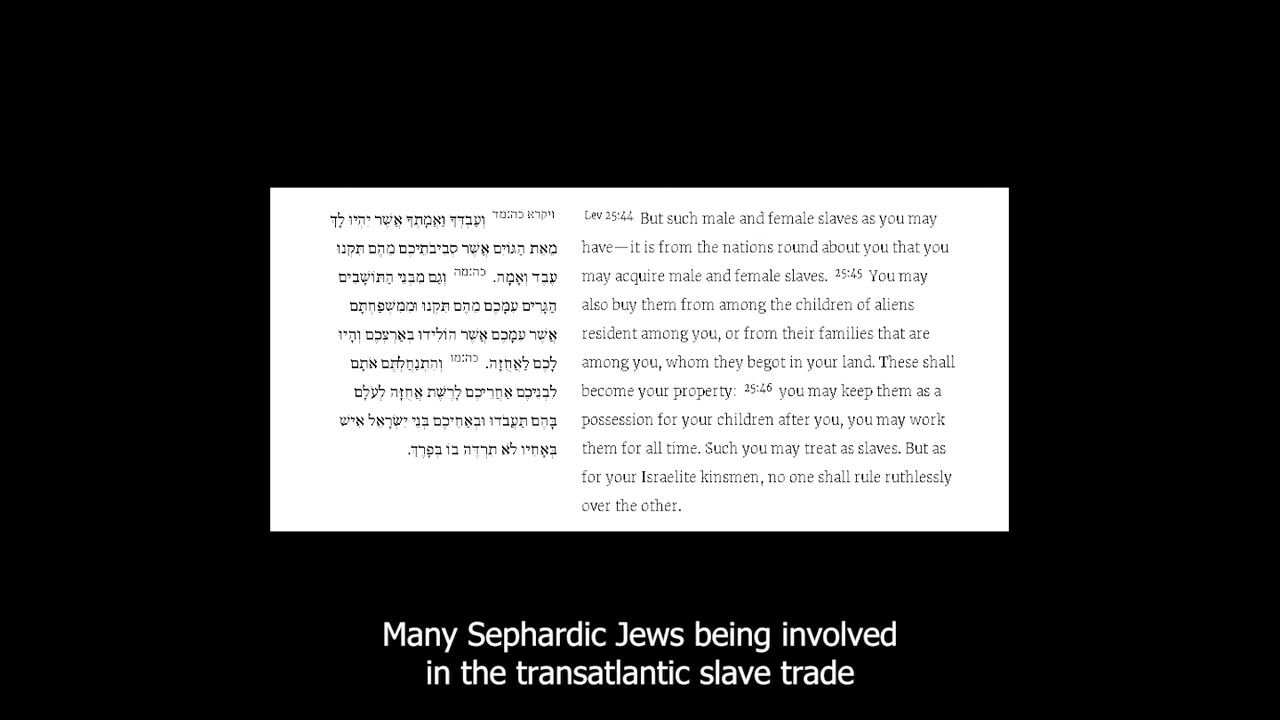 ויקרא כה:מד וְעַבְדְּךָ וַאֲמָתְךָ אֲשֶׁר יִהְיוּ לָךְ
מֵאֵת הַגּוֹיִם אֲשֶׁר סְבִיבֹתֵיכֶם מֵהֶם תִּקְנוּ
עֶבֶד וְאָמָה. כה:מה וְגַם מִבְּנֵי הַתּוֹשָׁבִים
הַגָּרִים עִמָּכֶם מֵהֶם תִּקְנוּ וּמִמִּשְׁפַּחְתָּם
אֲשֶׁר עִמָּכֶם אֲשֶׁר הוֹלִידוּ בְּאַרְצְכֶם וְהָיוּ
לָכֶם לַאֲחֻזָּה. כה:מו וְהִתְנַחֲלְתֶּם אֹתָם
לִבְנֵיכֶם אַחֲרֵיכֶם לָרֶשֶׁת אֲחֻזָּה לְעֹלָם
בָּהֶם תַּעֲבֹדוּ וּבְאַחֵיכֶם בְּנֵי יִשְׂרָאֵל אִישׁ
בְּאָחִיו לֹא תִרְדֶּה בוֹ בְּפָרֶךְ.
Lev 25:44 But such male and female slaves as you may
have—it is from the nations round about you that you
may acquire male and female slaves. 25:45 You may
also buy them from among the children of aliens
resident among you, or from their families that are
among you, whom they begot in your land. These shall
become your property: 25:46 you may keep them as a
possession for your children after you, you may work
them for all time. Such you may treat as slaves. But as
for your Israelite kinsmen, no one shall rule ruthlessly
over the other.
Many Sephardic Jews being involved
in the transatlantic slave trade